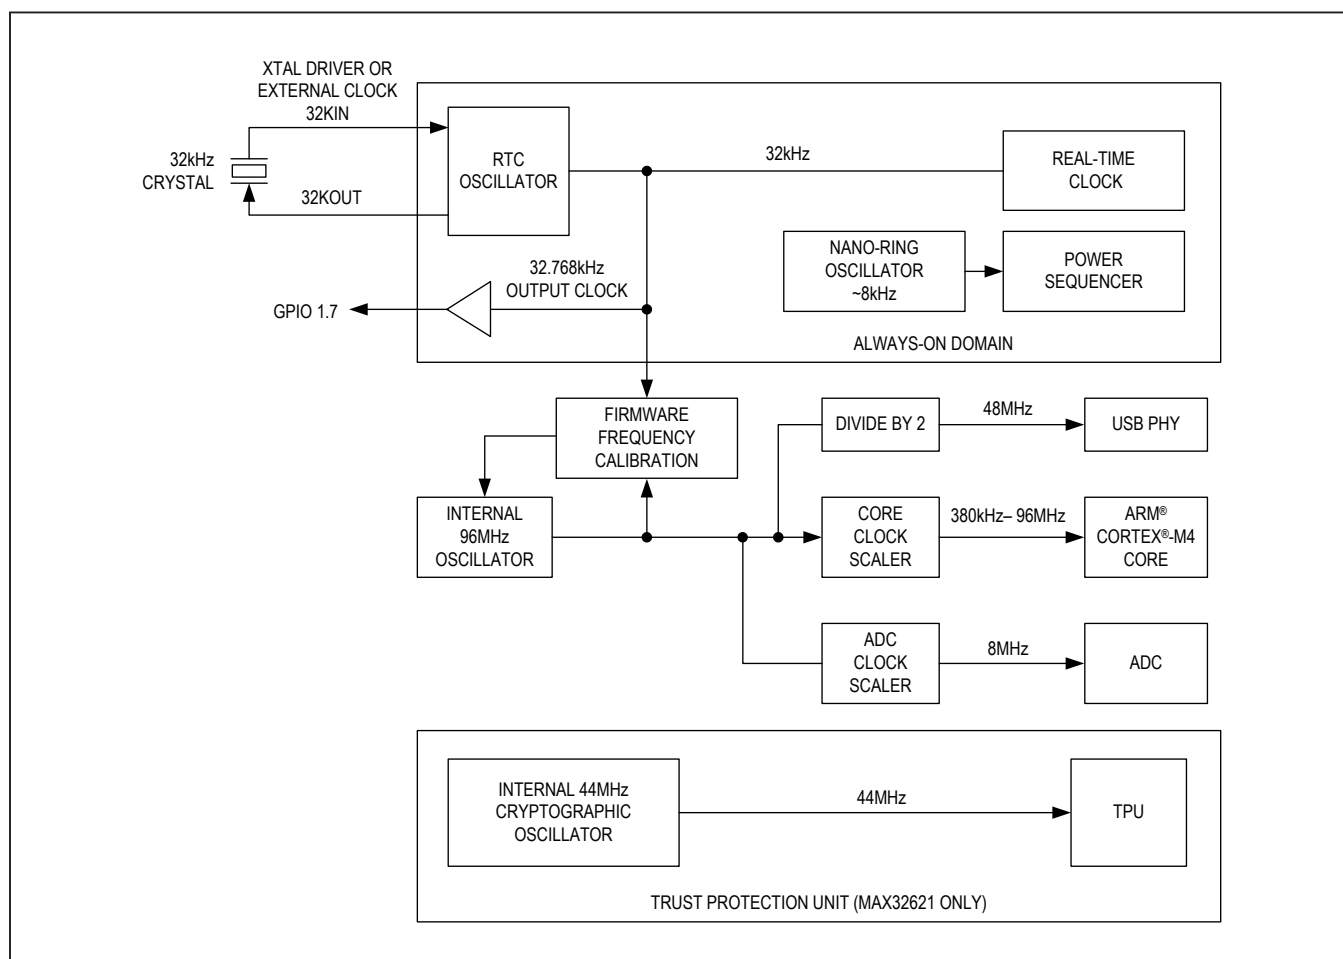 XTAL DRIVER OR
EXTERNAL CLOCK
32KIN
32kHz
CRYSTAL
32KOUT
RTC
OSCILLATOR
32kHz
REAL-TIME
CLOCK
NANO-RING
OSCILLATOR
~8kHz
POWER
SEQUENCER
32.768kHz
OUTPUT CLOCK
GPIO 1.7
ALWAYS-ON DOMAIN
FIRMWARE
FREQUENCY
CALIBRATION
DIVIDE BY 2
48MHz
USB PHY
INTERNAL
96MHz
OSCILLATOR
CORE
CLOCK
SCALER
380kHz– 96MHz
ARM®
CORTEX®-M4
CORE
ADC
CLOCK
SCALER
8MHz
ADC
INTERNAL 44MHz
CRYPTOGRAPHIC
OSCILLATOR
44MHz
TPU
TRUST PROTECTION UNIT (MAX32621 ONLY)